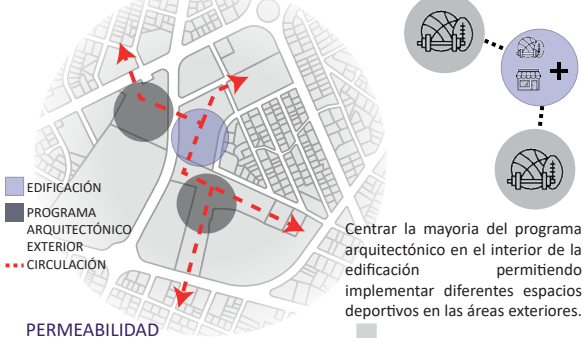 EDIFICACIÓN
PROGRAMA
ARQUITECTÓNICO
EXTERIOR
CIRCULACIÓN
Centrar la mayoria del programa
arquitectónico en el interior de la
edificación permitiendo
implementar diferentes espacios
deportivos en las áreas exteriores.
PERMEABILIDAD